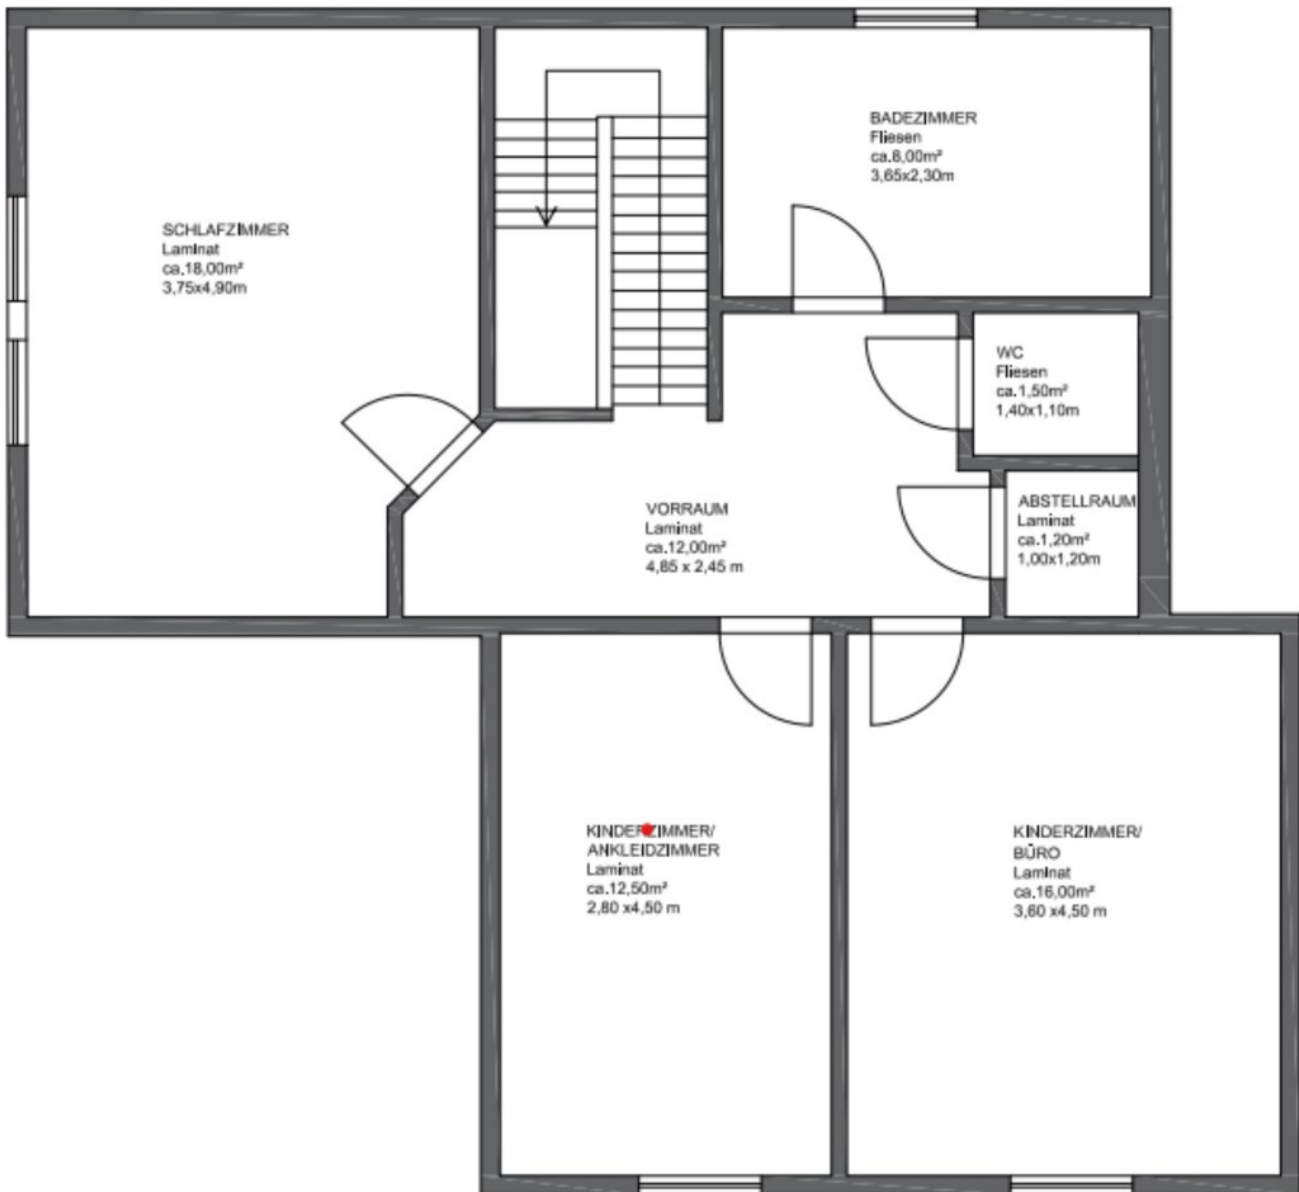 SCHLAFZIMMER
Laminat
ca.18,00m²
3,75x4,90m
BADEZIMMER
Fliesen
ca.8,00m²
3,65x2,30m
WC
Fliesen
ca.1,50m²
1,40x1,10m
VORRAUM
Laminat
ca.12,00m²
4,85 x 2,45 m
ABSTELLRAUM
Laminat
ca.1,20m²
1,00x1,20m
KINDERZIMMER/
ANKLEIDZIMMER
Laminat
ca.12,50m²
2,80 x4,50 m
KINDERZIMMER/
BÜRO
Laminat
ca.16,00m²
3,60 x4,50 m